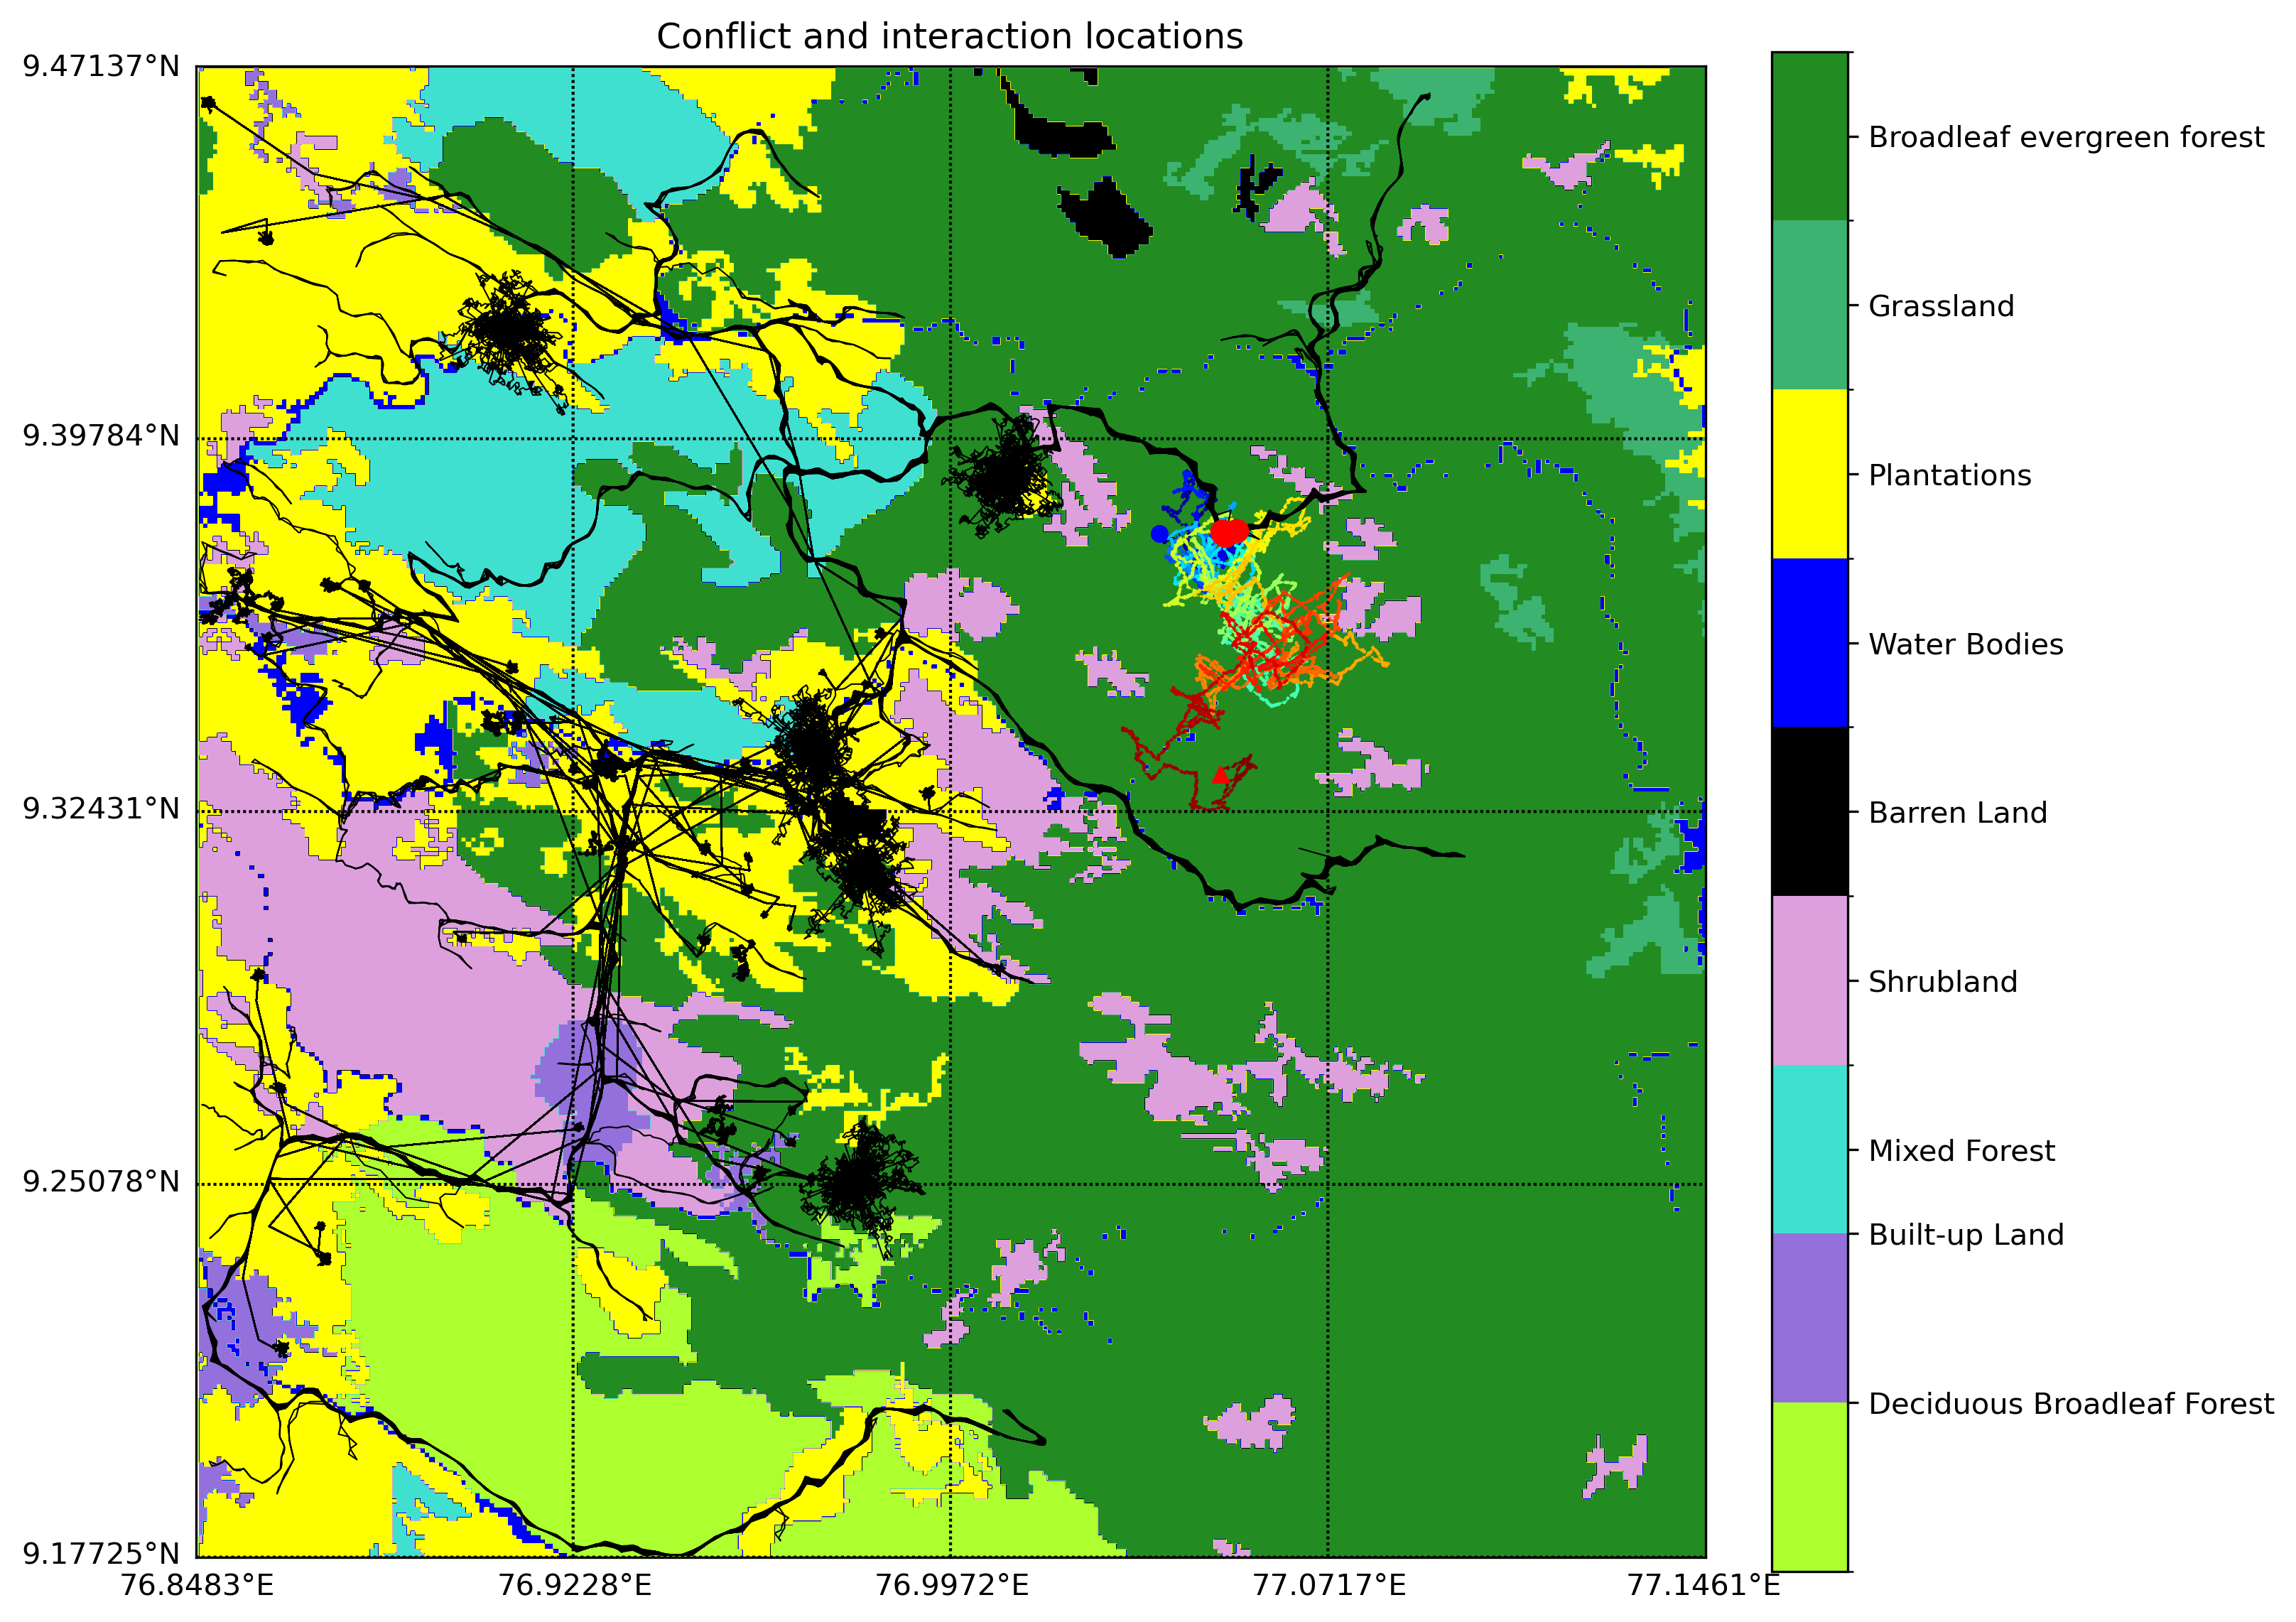 Conflict and interaction locations
9.47137°N
9.39784°N
9.32431°N
9.25078°N
9.17725°N
76.8483°E
76.9228°E
76.9972°E
77.0717°E
77.1461°E
Broadleaf evergreen forest
Grassland
Plantations
Water Bodies
Barren Land
Shrubland
Mixed Forest
Built-up Land
Deciduous Broadleaf Forest